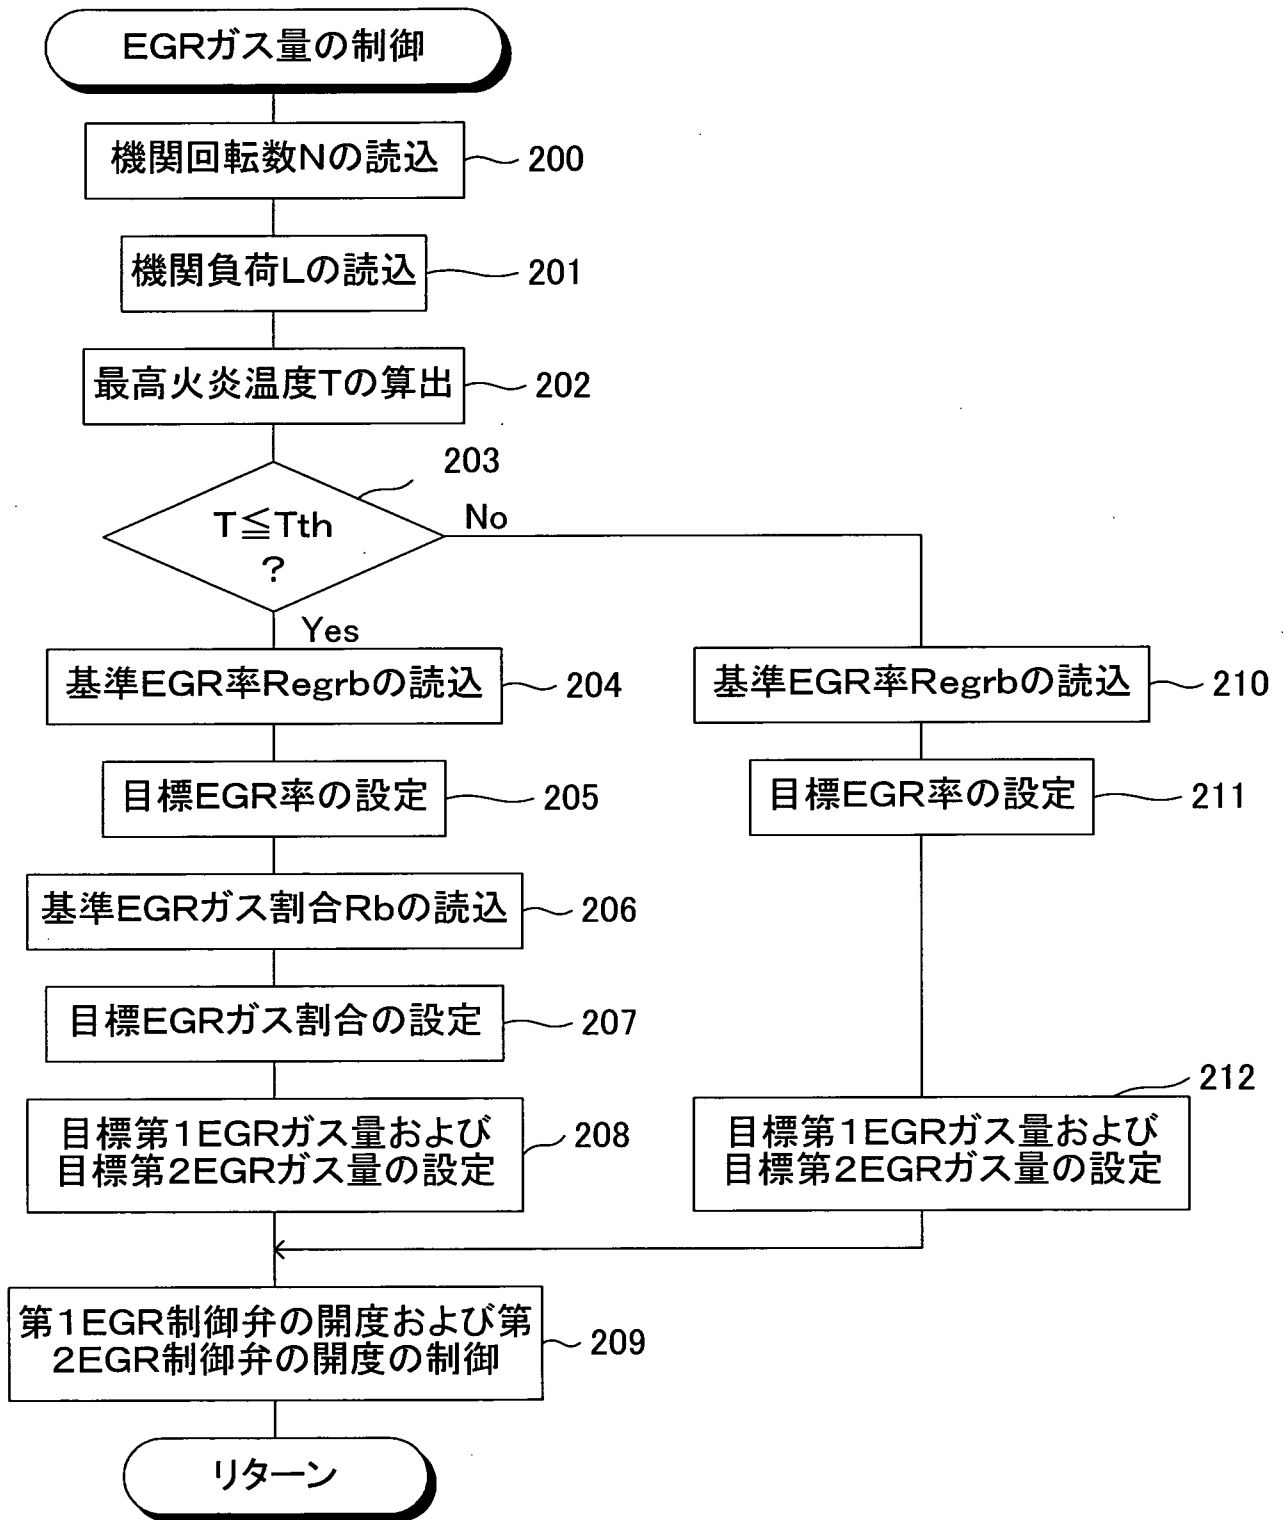 EGRガス量の制御
機関回転数Nの読込
200
機関負荷Lの読込
201
最高火炎温度Tの算出
202
203
T≦Tth
?
No
Yes
基準EGR率Regrbの読込
204
基準EGR率Regrbの読込
210
目標EGR率の設定
205
目標EGR率の設定
211
基準EGRガス割合Rbの読込
206
目標EGRガス割合の設定
207
目標第1EGRガス量および
目標第2EGRガス量の設定
208
212
目標第1EGRガス量および
目標第2EGRガス量の設定
第1EGR制御弁の開度および第
2EGR制御弁の開度の制御
209
リターン